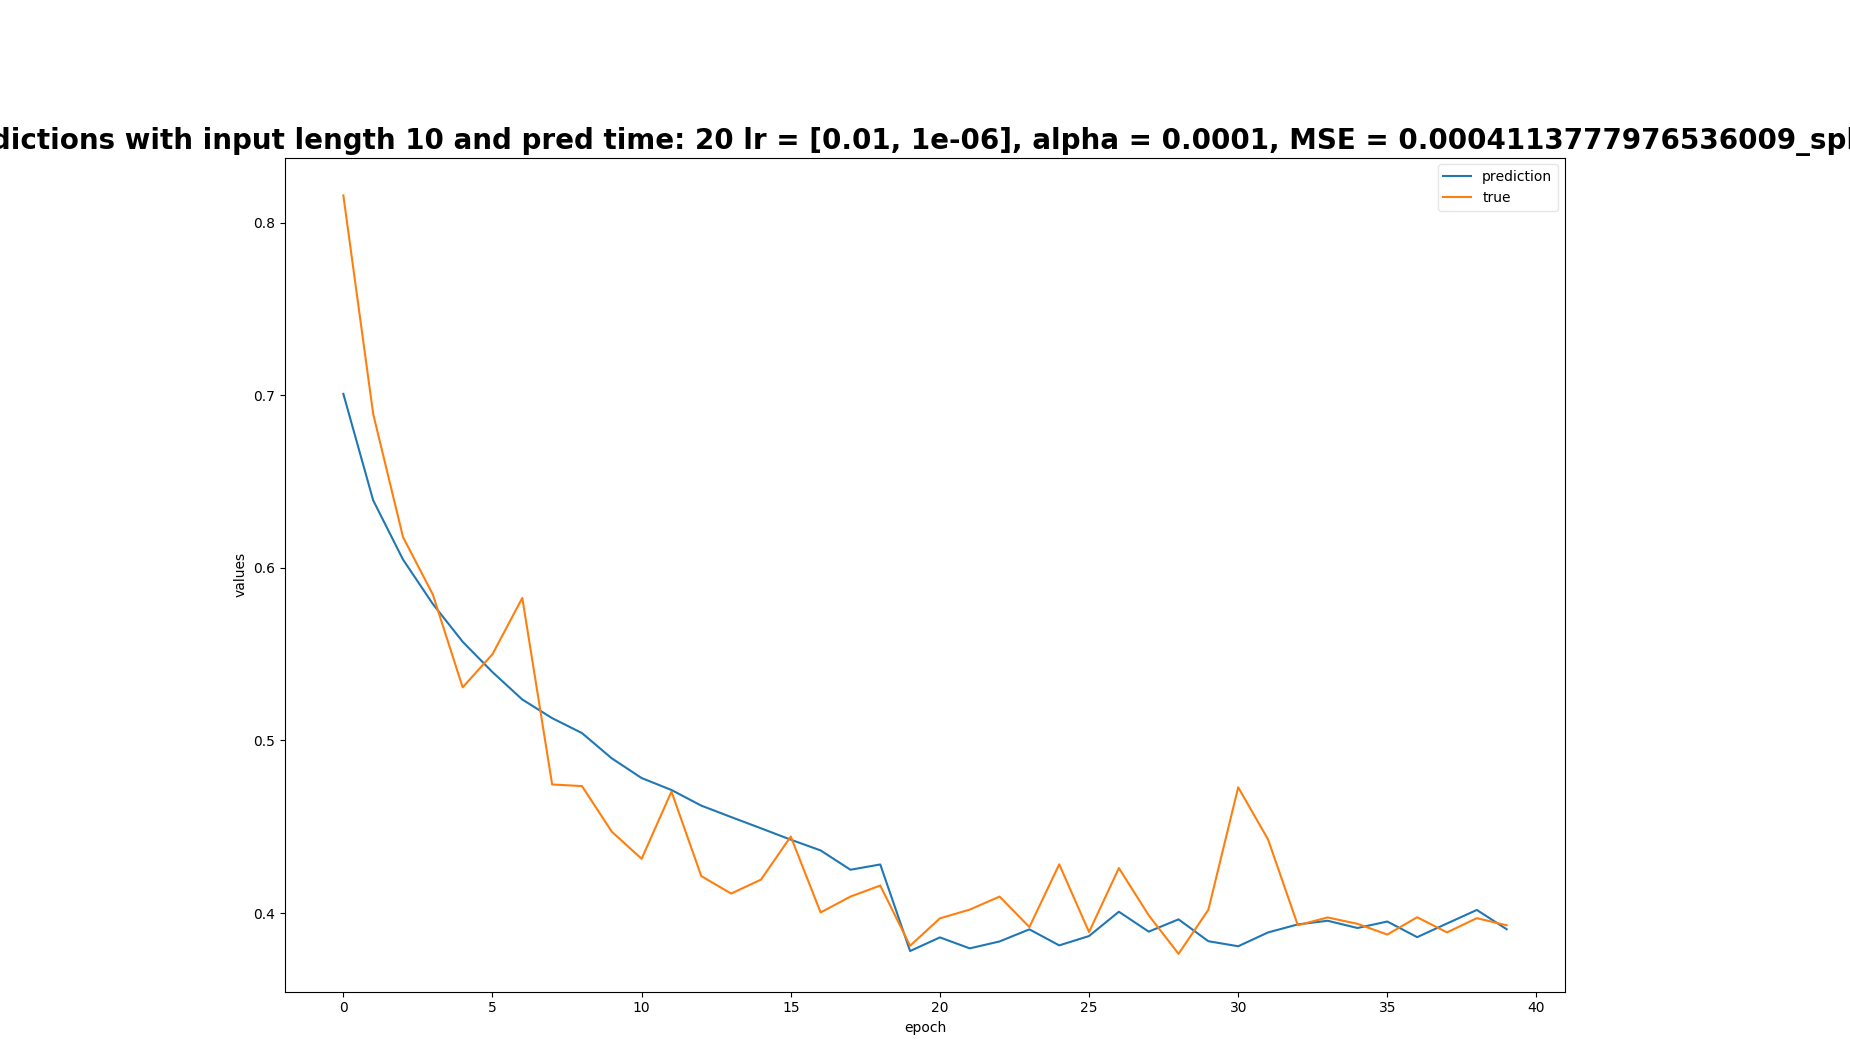 dictions with input length 10 and pred time: 20 lr = [0.01, 1e-06], alpha = 0.0001, MSE = 0.0004113777976536009_spl
prediction
true
values
0.8
0.7
0.6
0.5
0.4
0 5 10 15 20 25 30 35 40
epoch